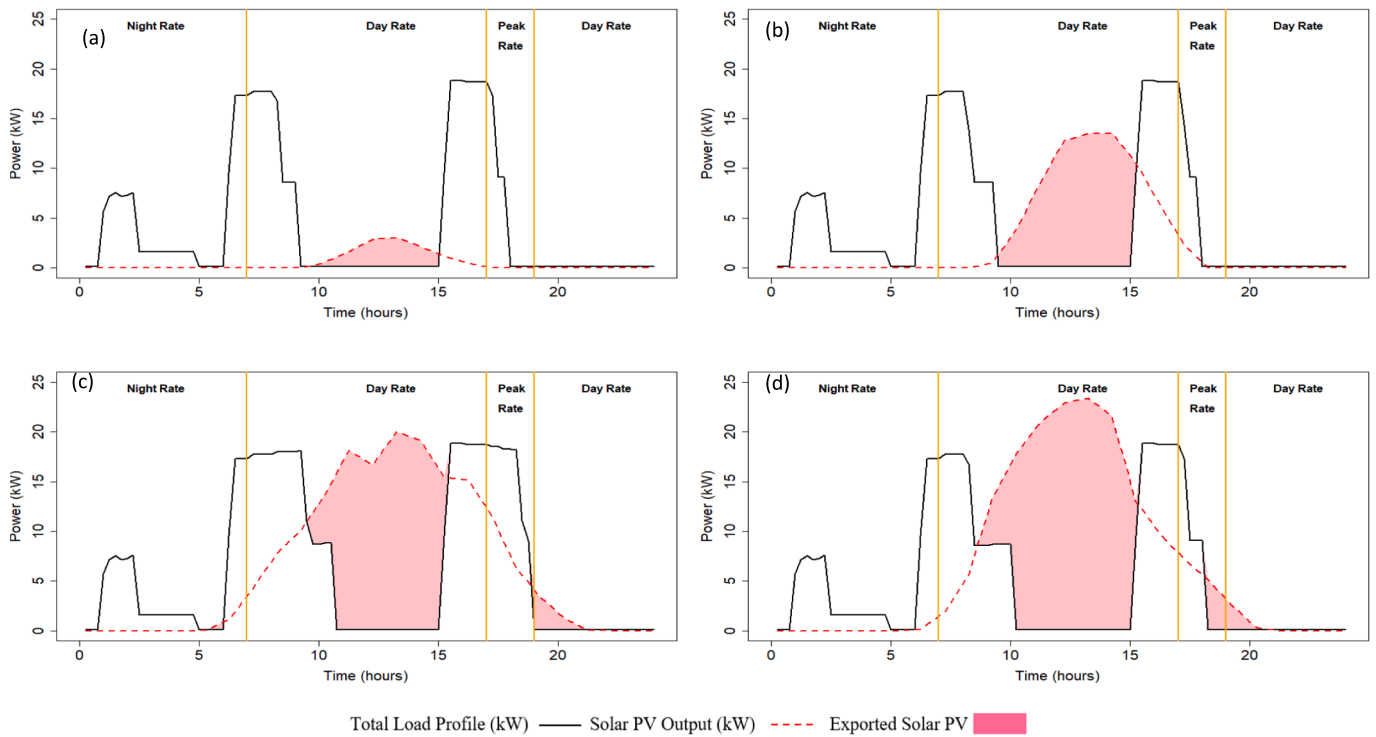 (a)
Night Rate Day Rate Peak Rate Day Rate
Power (kW)
25
20
15
10
5
0
0 5 10 15 20
Time (hours)
(b)
Night Rate Day Rate Peak Rate Day Rate
Power (kW)
25
20
15
10
5
0
0 5 10 15 20
Time (hours)
(c)
Night Rate Day Rate Peak Rate Day Rate
Power (kW)
25
20
15
10
5
0
0 5 10 15 20
Time (hours)
(d)
Night Rate Day Rate Peak Rate Day Rate
Power (kW)
25
20
15
10
5
0
0 5 10 15 20
Time (hours)
Total Load Profile (kW) Solar PV Output (kW) Exported Solar PV